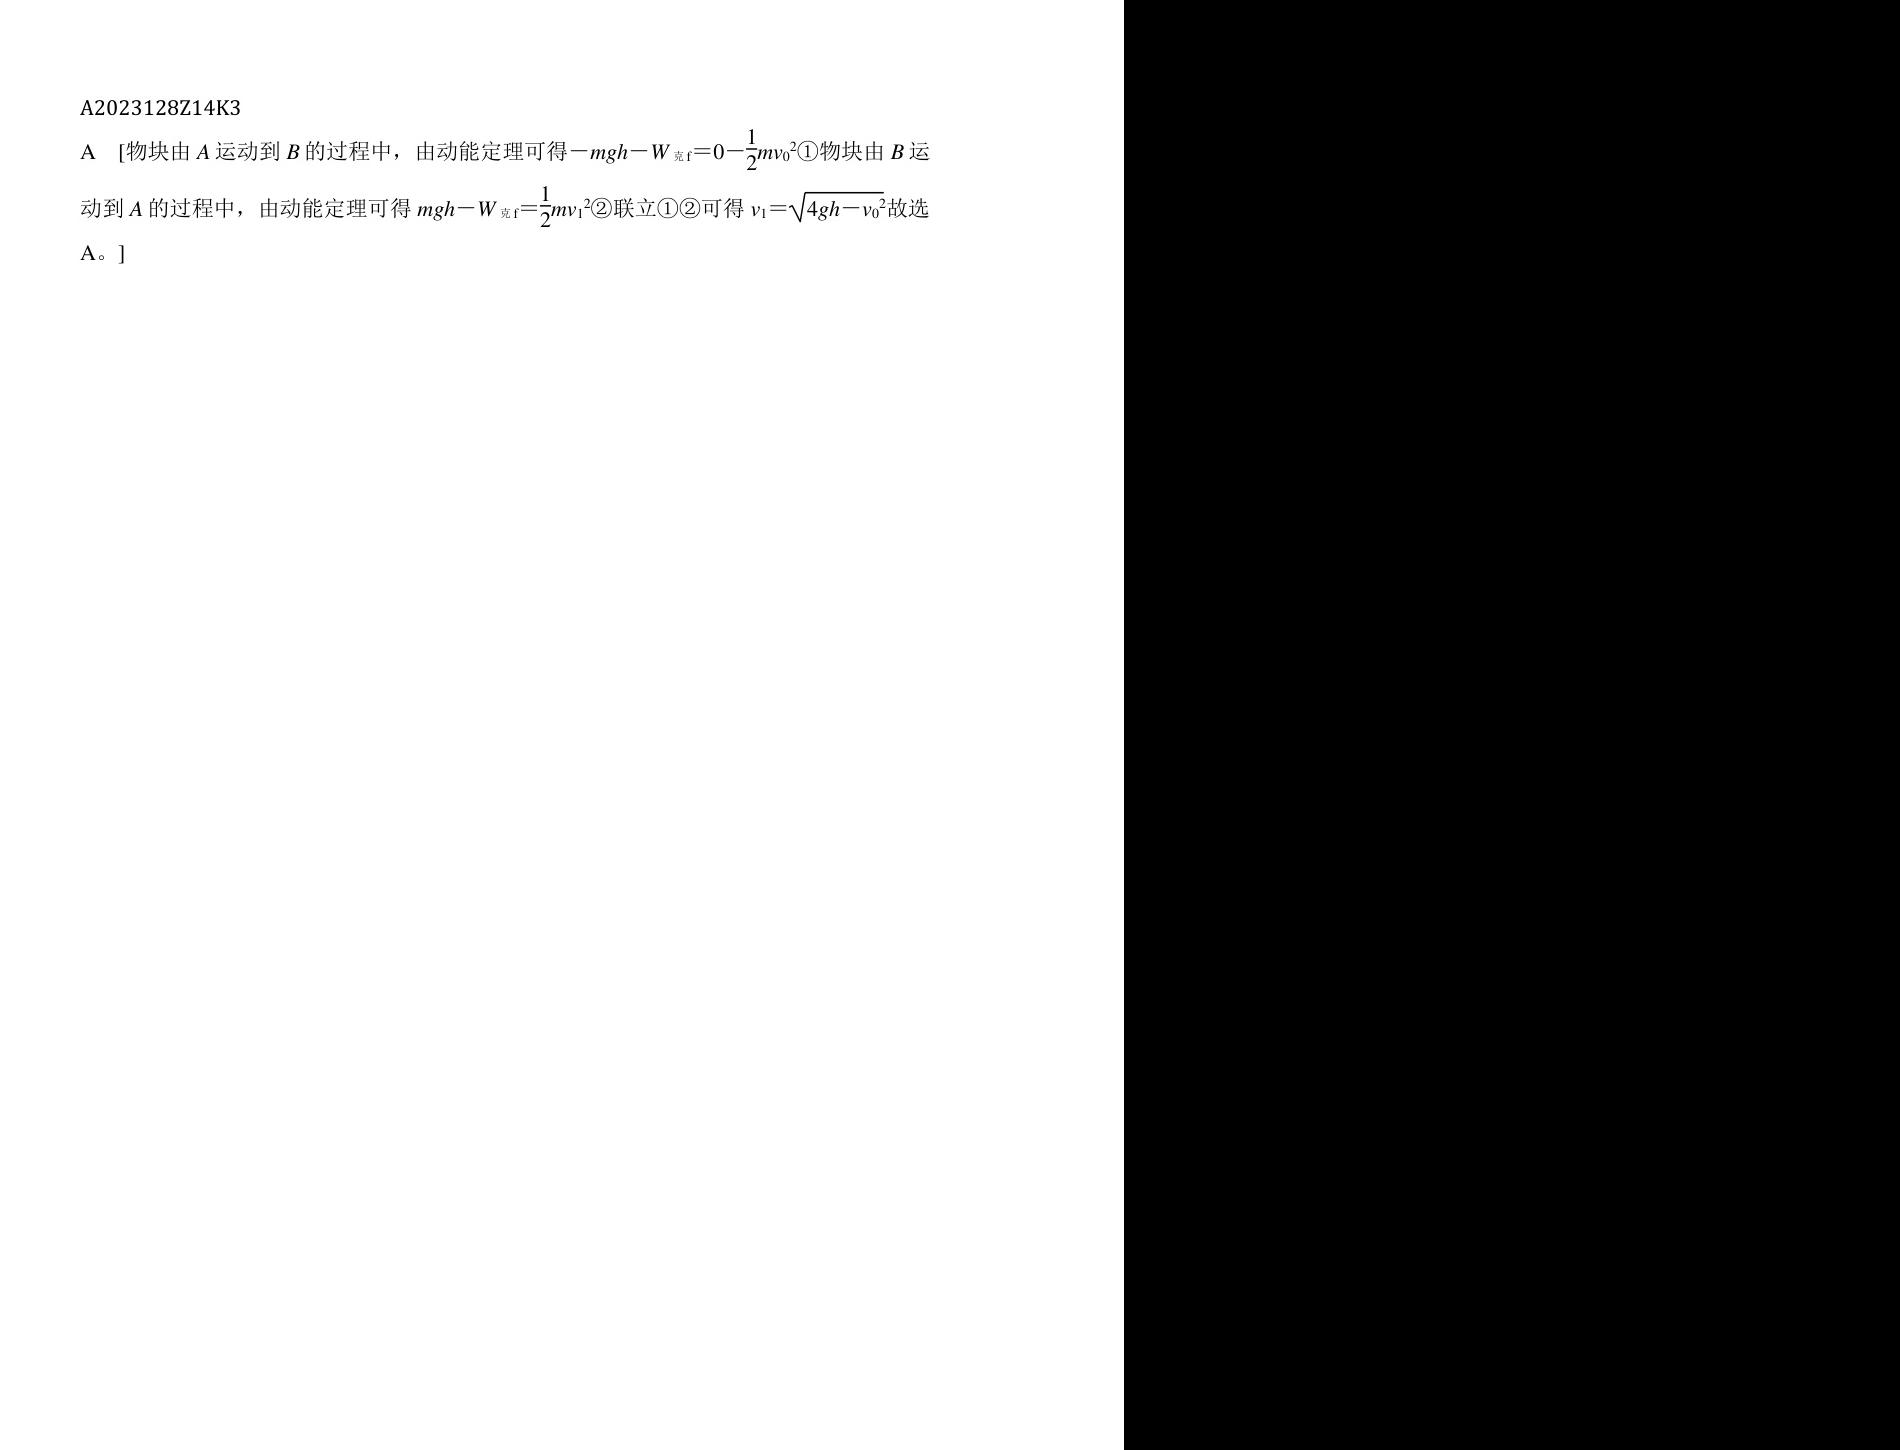 A2023128Z14K3
A [物块由 A 运动到 B 的过程中，由动能定理可得－mgh－W克f＝0－\frac{1}{2}mv₀²①物块由 B 运
动到 A 的过程中，由动能定理可得 mgh－W克f＝\frac{1}{2}mv₁²②联立①②可得 v₁＝\sqrt{4gh－v₀²}故选
A。]